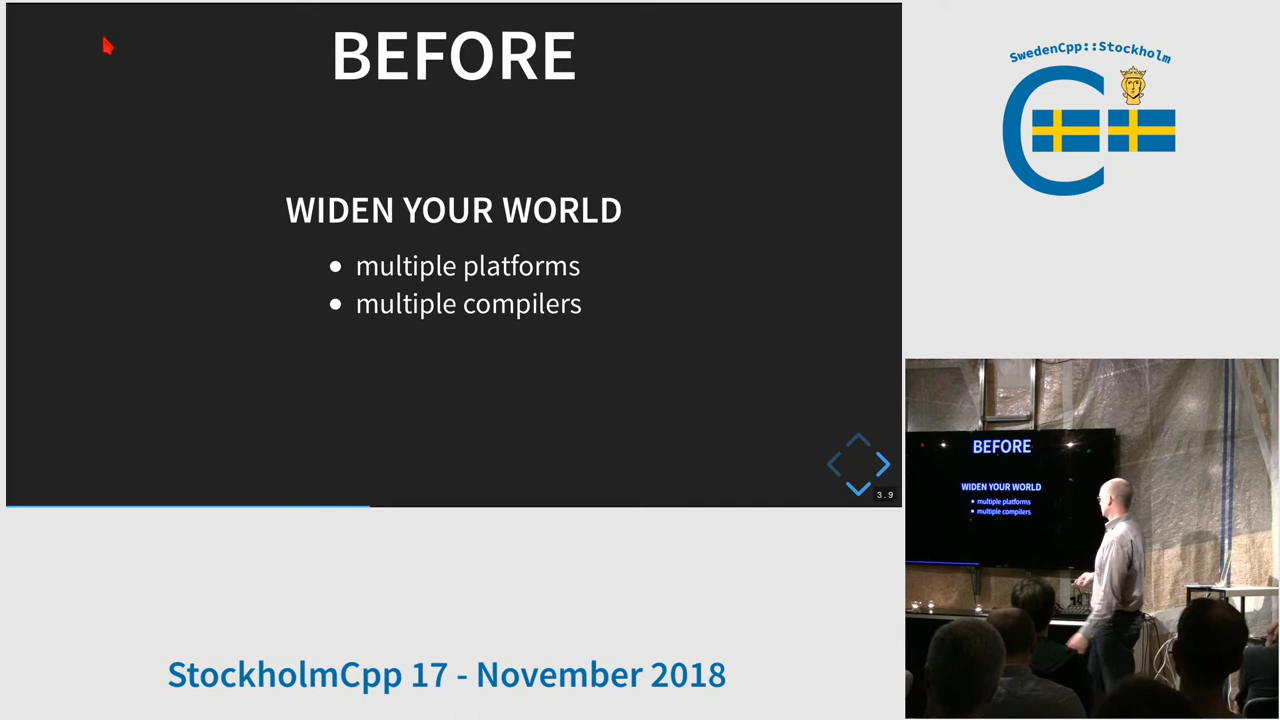 BEFORE
WIDEN YOUR WORLD
multiple platforms
multiple compilers
3.9
SwedenCpp::Stockholm
C
BEFORE
WIDEN YOUR WORLD
multiple platforms
multiple compilers
StockholmCpp 17 - November 2018